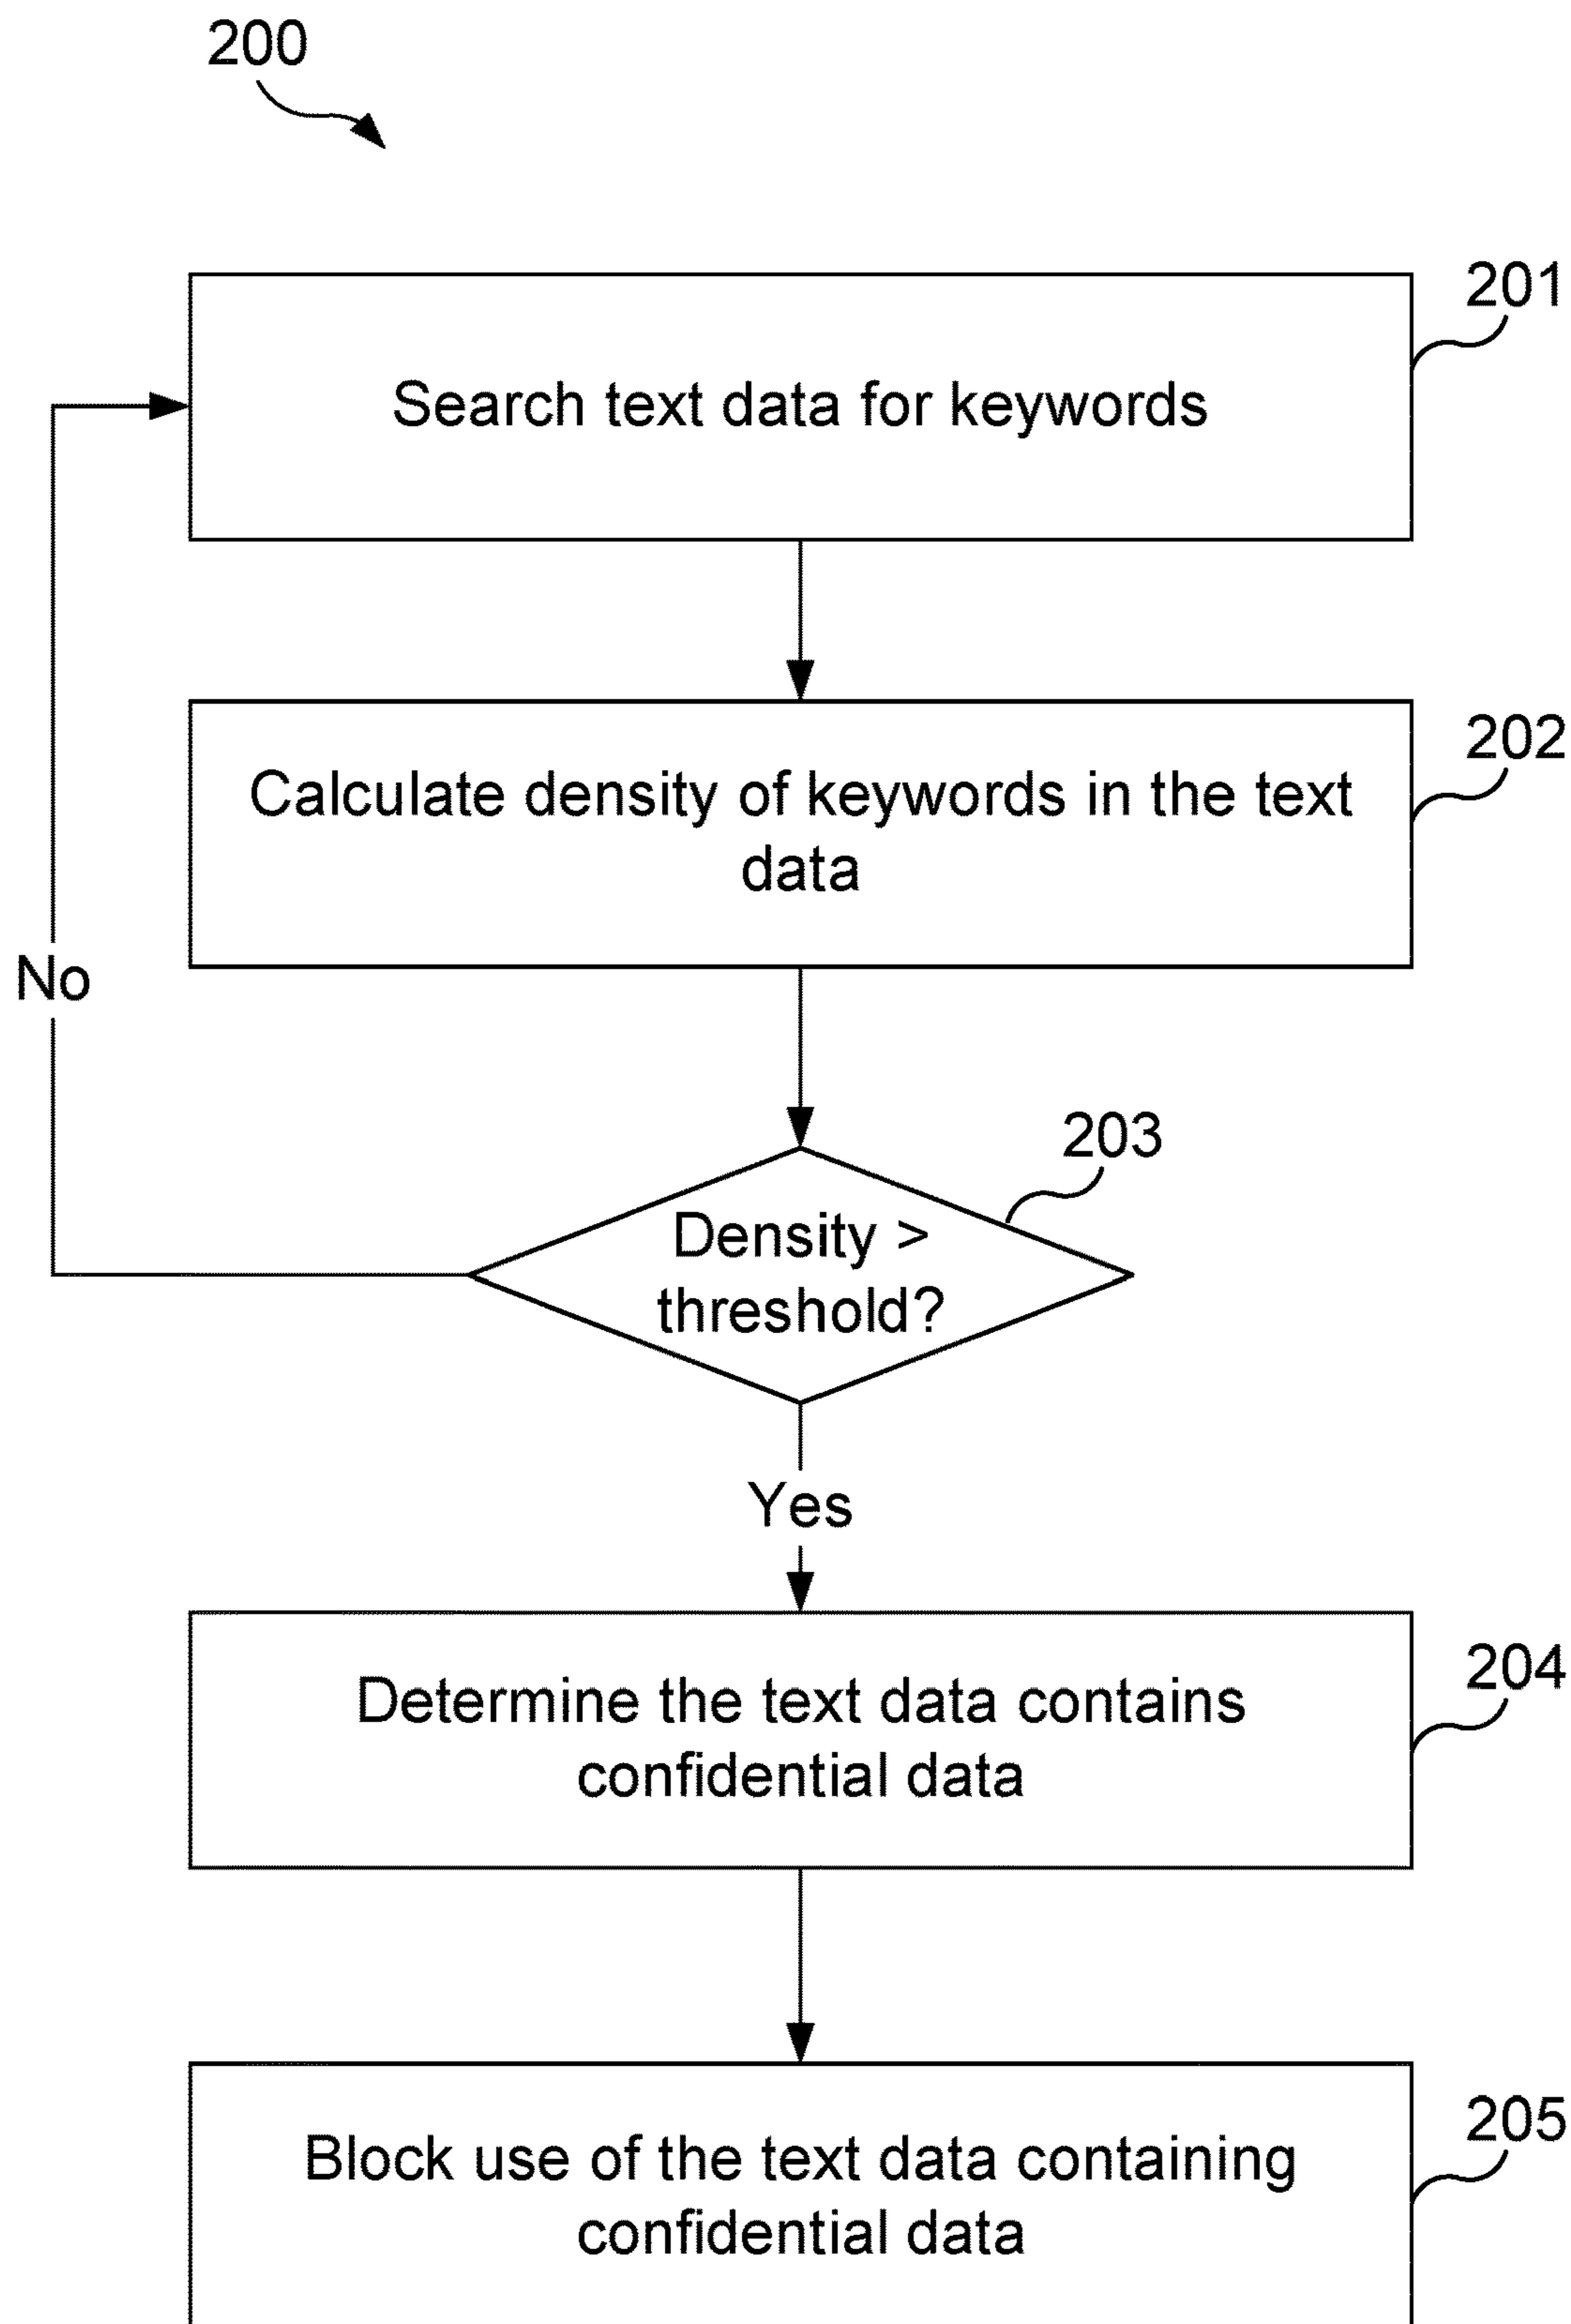 200
201
Search text data for keywords
202
Calculate density of keywords in the text
data
No
203
Density >
threshold?
Yes
204
Determine the text data contains
confidential data
205
Block use of the text data containing
confidential data